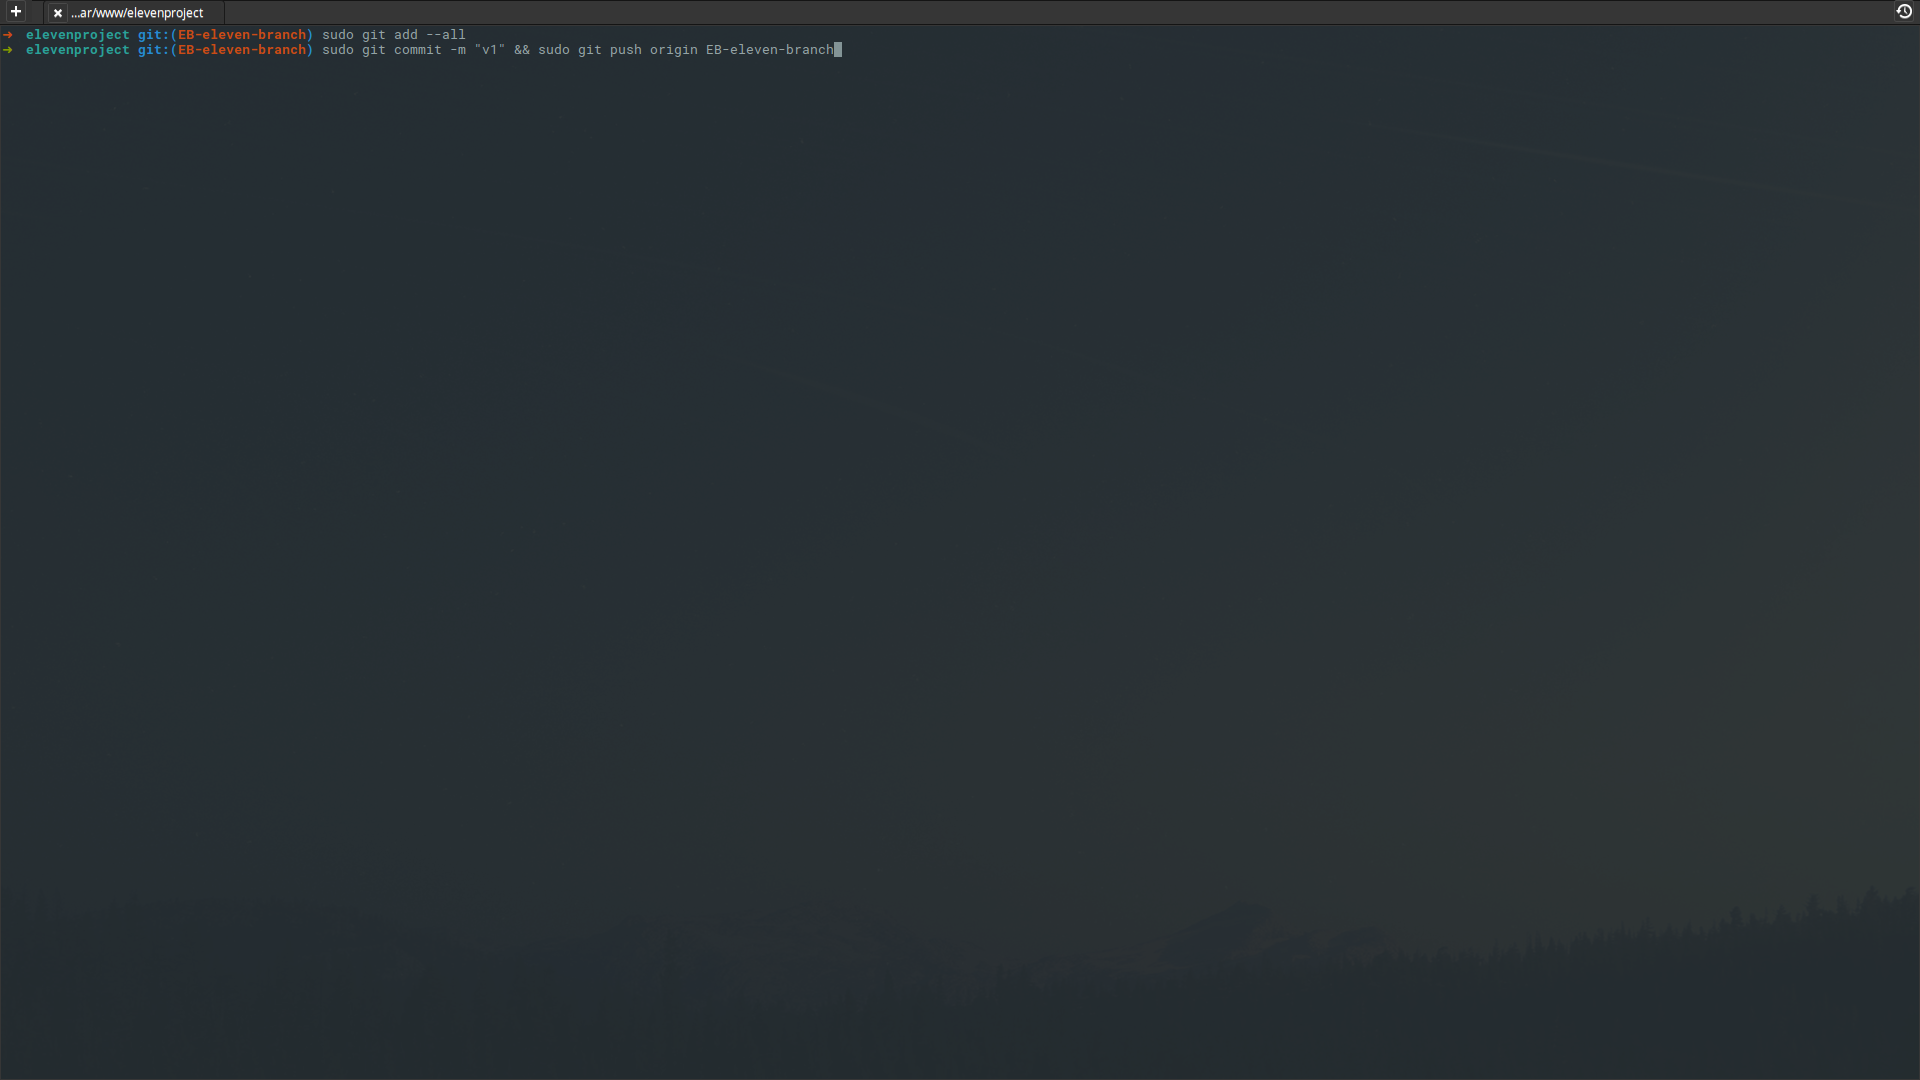 ...ar/www/elevenproject
→ elevenproject git:(EB-eleven-branch) sudo git add --all
→ elevenproject git:(EB-eleven-branch) sudo git commit -m "v1" && sudo git push origin EB-eleven-branch